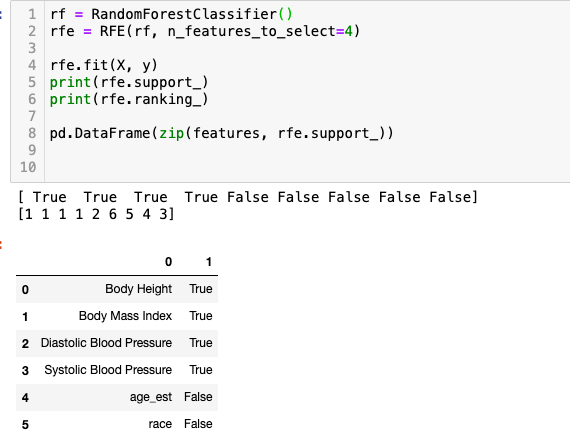 1 rf = RandomForestClassifier()
2 rfe = RFE(rf, n_features_to_select=4)
3
4 rfe.fit(X, y)
5 print(rfe.support_)
6 print(rfe.ranking_)
7
8 pd.DataFrame(zip(features, rfe.support_))
9
10
[ True  True  True  True False False False False False]
[1 1 1 1 2 6 5 4 3]
0 1
0 Body Height True
1 Body Mass Index True
2 Diastolic Blood Pressure True
3 Systolic Blood Pressure True
4 age_est False
5 race False